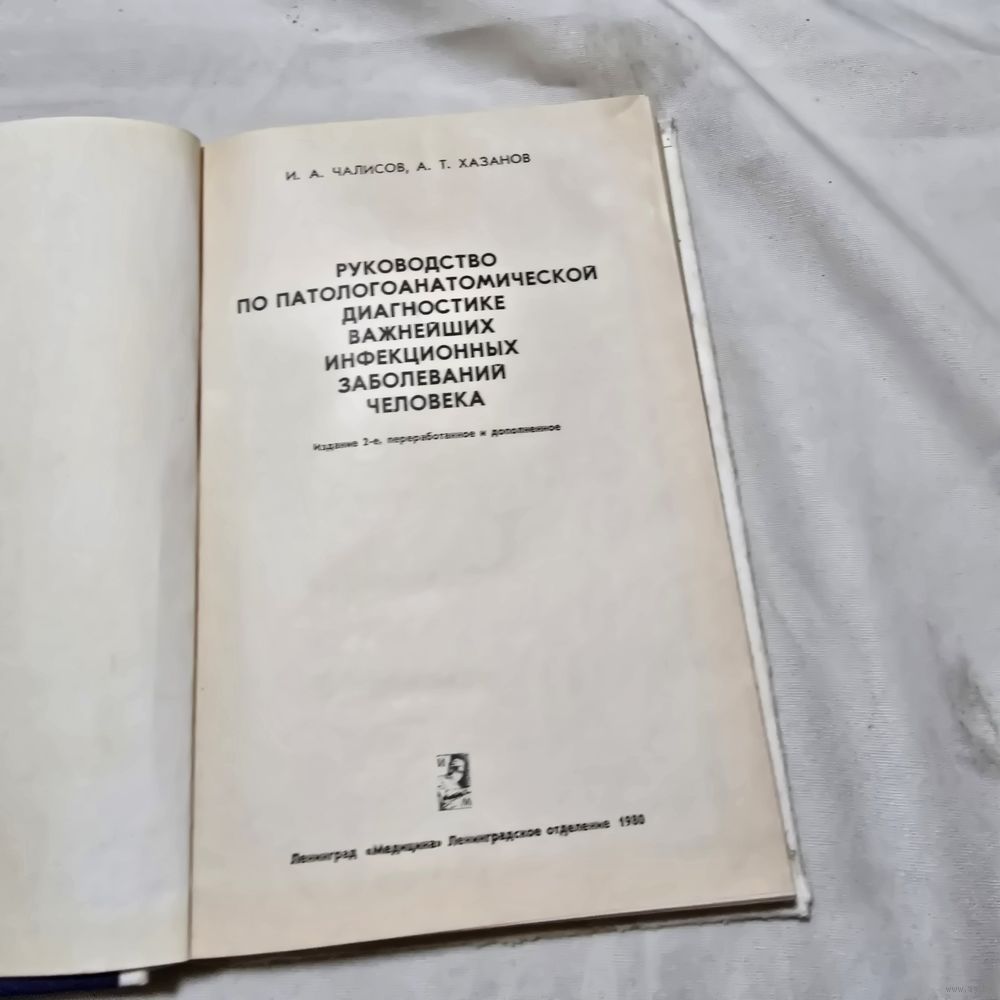 И. А. ЧАЛИСОВ, А. Т. ХАЗАНОВ
РУКОВОДСТВО
ПО ПАТОЛОГОАНАТОМИЧЕСКОЙ
ДИАГНОСТИКЕ
ВАЖНЕЙШИХ
ИНФЕКЦИОННЫХ
ЗАБОЛЕВАНИЙ
ЧЕЛОВЕКА
Издание 2-е, переработанное и дополненное
И
М
Ленинград «Медицина» Ленинградское отделение 1980